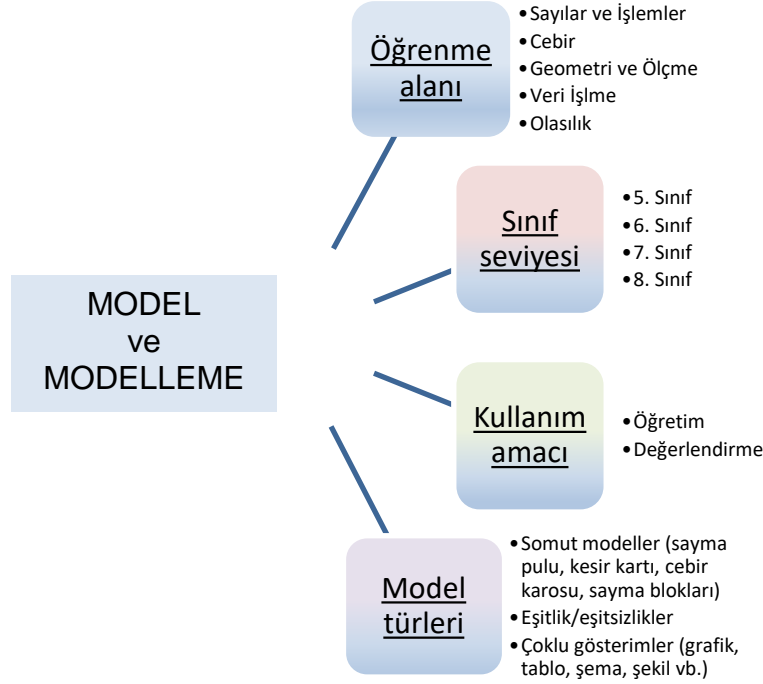 Öğrenme
alanı
•Sayılar ve İşlemler
•Cebir
•Geometri ve Ölçme
•Veri İşlme
•Olasılık
Sınıf
seviyesi
•5. Sınıf
•6. Sınıf
•7. Sınıf
•8. Sınıf
MODEL
ve
MODELLEME
Kullanım
amacı
•Öğretim
•Değerlendirme
Model
türleri
•Somut modeller (sayma
pulu, kesir kartı, cebir
karosu, sayma blokları)
•Eşitlik/eşitsizlikler
•Çoklu gösterimler (grafik,
tablo, şema, şekil vb.)